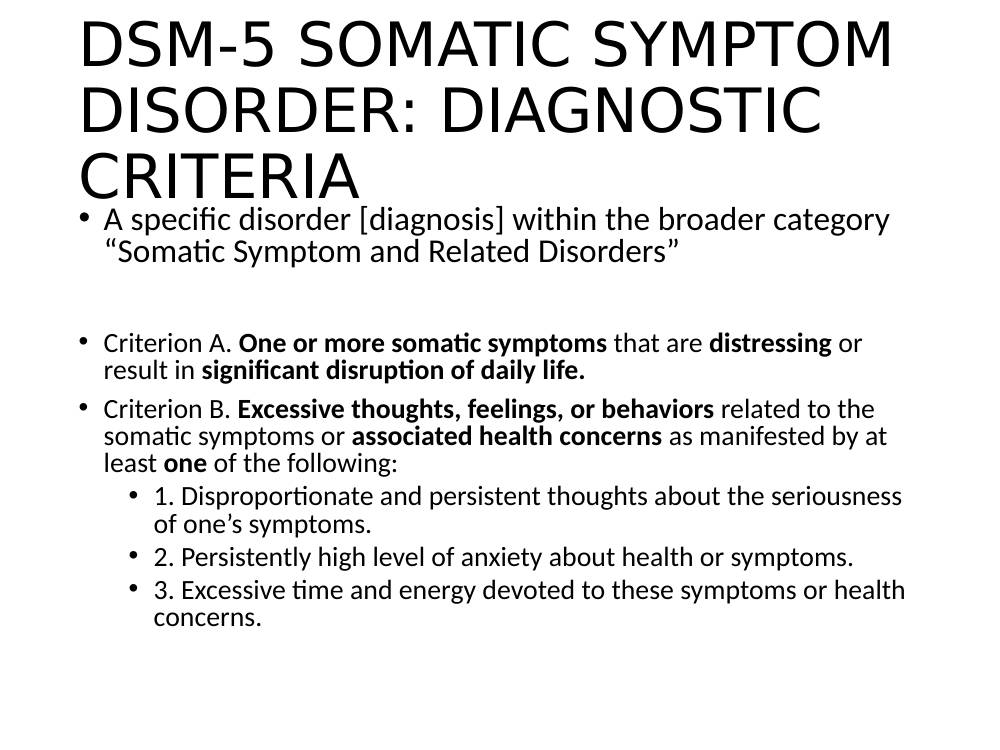 DSM-5 SOMATIC SYMPTOM
DISORDER: DIAGNOSTIC
CRITERIA
• A specific disorder [diagnosis] within the broader category
“Somatic Symptom and Related Disorders”
• Criterion A. One or more somatic symptoms that are distressing or
result in significant disruption of daily life.
• Criterion B. Excessive thoughts, feelings, or behaviors related to the
somatic symptoms or associated health concerns as manifested by at
least one of the following:
• 1. Disproportionate and persistent thoughts about the seriousness
of one’s symptoms.
• 2. Persistently high level of anxiety about health or symptoms.
• 3. Excessive time and energy devoted to these symptoms or health
concerns.